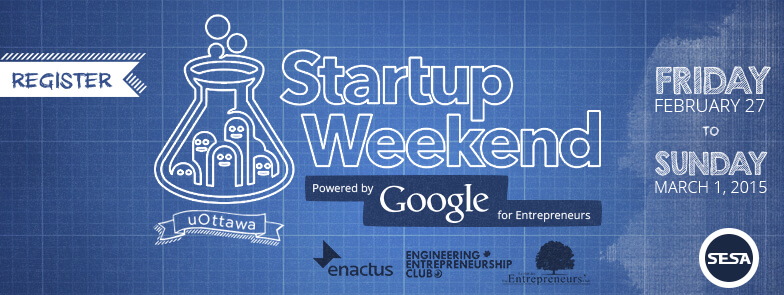 REGISTER
Startup
Weekend
Powered by
Google
for Entrepreneurs
uOttawa
enactus
ENGINEERING
ENTREPRENEURSHIP
CLUB
Entrepreneurs'
FRIDAY
FEBRUARY 27
TO
SUNDAY
MARCH 1, 2015
SESA